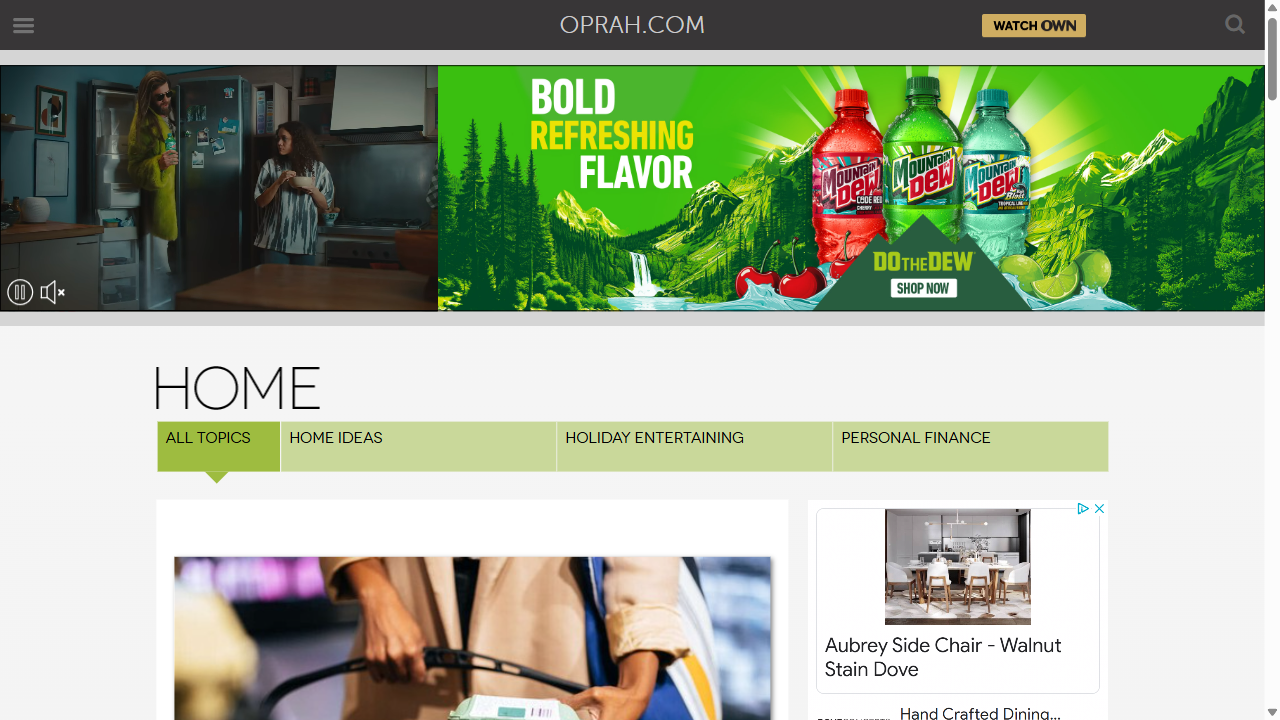 OPRAH.COM
WATCH OWN
BOLD
REFRESHING
FLAVOR
MOUNTAIN
DEW
CODE RED
CHERRY
MOUNTAIN
DEW
MOUNTAIN
DEW
DO THE DEW
SHOP NOW
HOME
ALL TOPICS
HOME IDEAS
HOLIDAY ENTERTAINING
PERSONAL FINANCE
Aubrey Side Chair - Walnut
Stain Dove
Hand Crafted Dining...